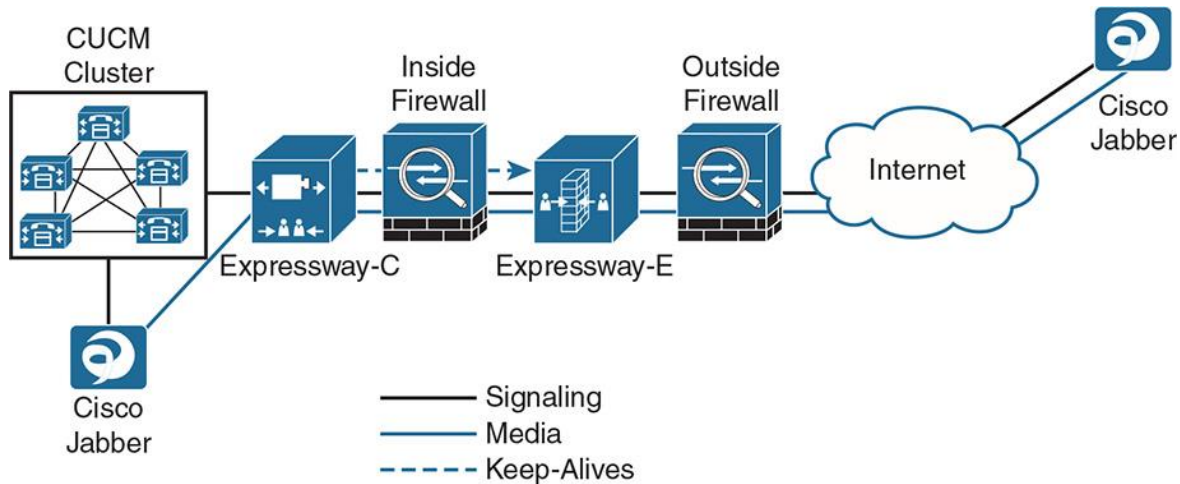 CUCM
Cluster
Inside
Firewall
Outside
Firewall
Cisco
Jabber
Internet
Expressway-C
Expressway-E
Cisco
Jabber
Signaling
Media
Keep-Alives